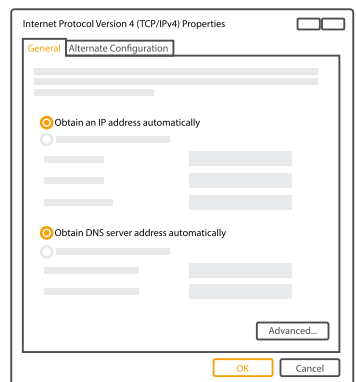 Internet Protocol Version 4 (TCP/IPv4) Properties
General Alternate Configuration
Obtain an IP address automatically
Obtain DNS server address automatically
Advanced...
OK Cancel